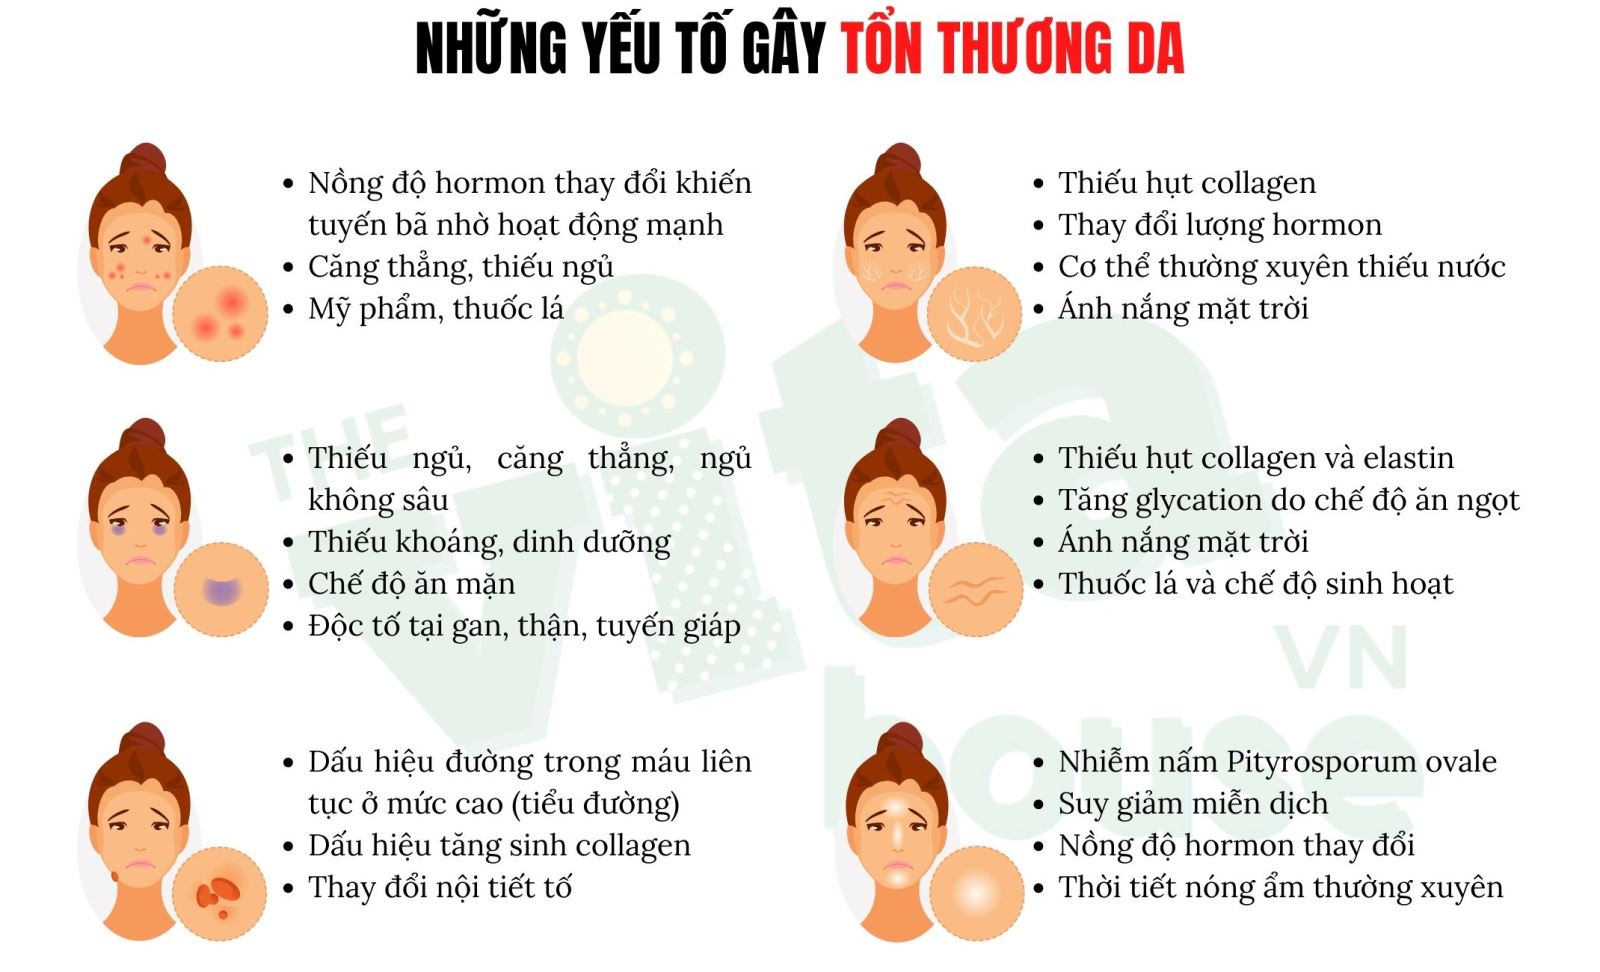 NHỮNG YẾU TỐ GÂY TỔN THƯƠNG DA
• Nồng độ hormon thay đổi khiến
tuyến bã nhờ hoạt động mạnh
• Căng thẳng, thiếu ngủ
• Mỹ phẩm, thuốc lá
• Thiếu hụt collagen
• Thay đổi lượng hormon
• Cơ thể thường xuyên thiếu nước
• Ánh nắng mặt trời
• Thiếu ngủ, căng thẳng, ngủ
không sâu
• Thiếu khoáng, dinh dưỡng
• Chế độ ăn mặn
• Độc tố tại gan, thận, tuyến giáp
• Thiếu hụt collagen và elastin
• Tăng glycation do chế độ ăn ngọt
• Ánh nắng mặt trời
• Thuốc lá và chế độ sinh hoạt
• Dấu hiệu đường trong máu liên
tục ở mức cao (tiểu đường)
• Dấu hiệu tăng sinh collagen
• Thay đổi nội tiết tố
• Nhiễm nấm Pityrosporum ovale
• Suy giảm miễn dịch
• Nồng độ hormon thay đổi
• Thời tiết nóng ẩm thường xuyên
THE
vita
house
VN